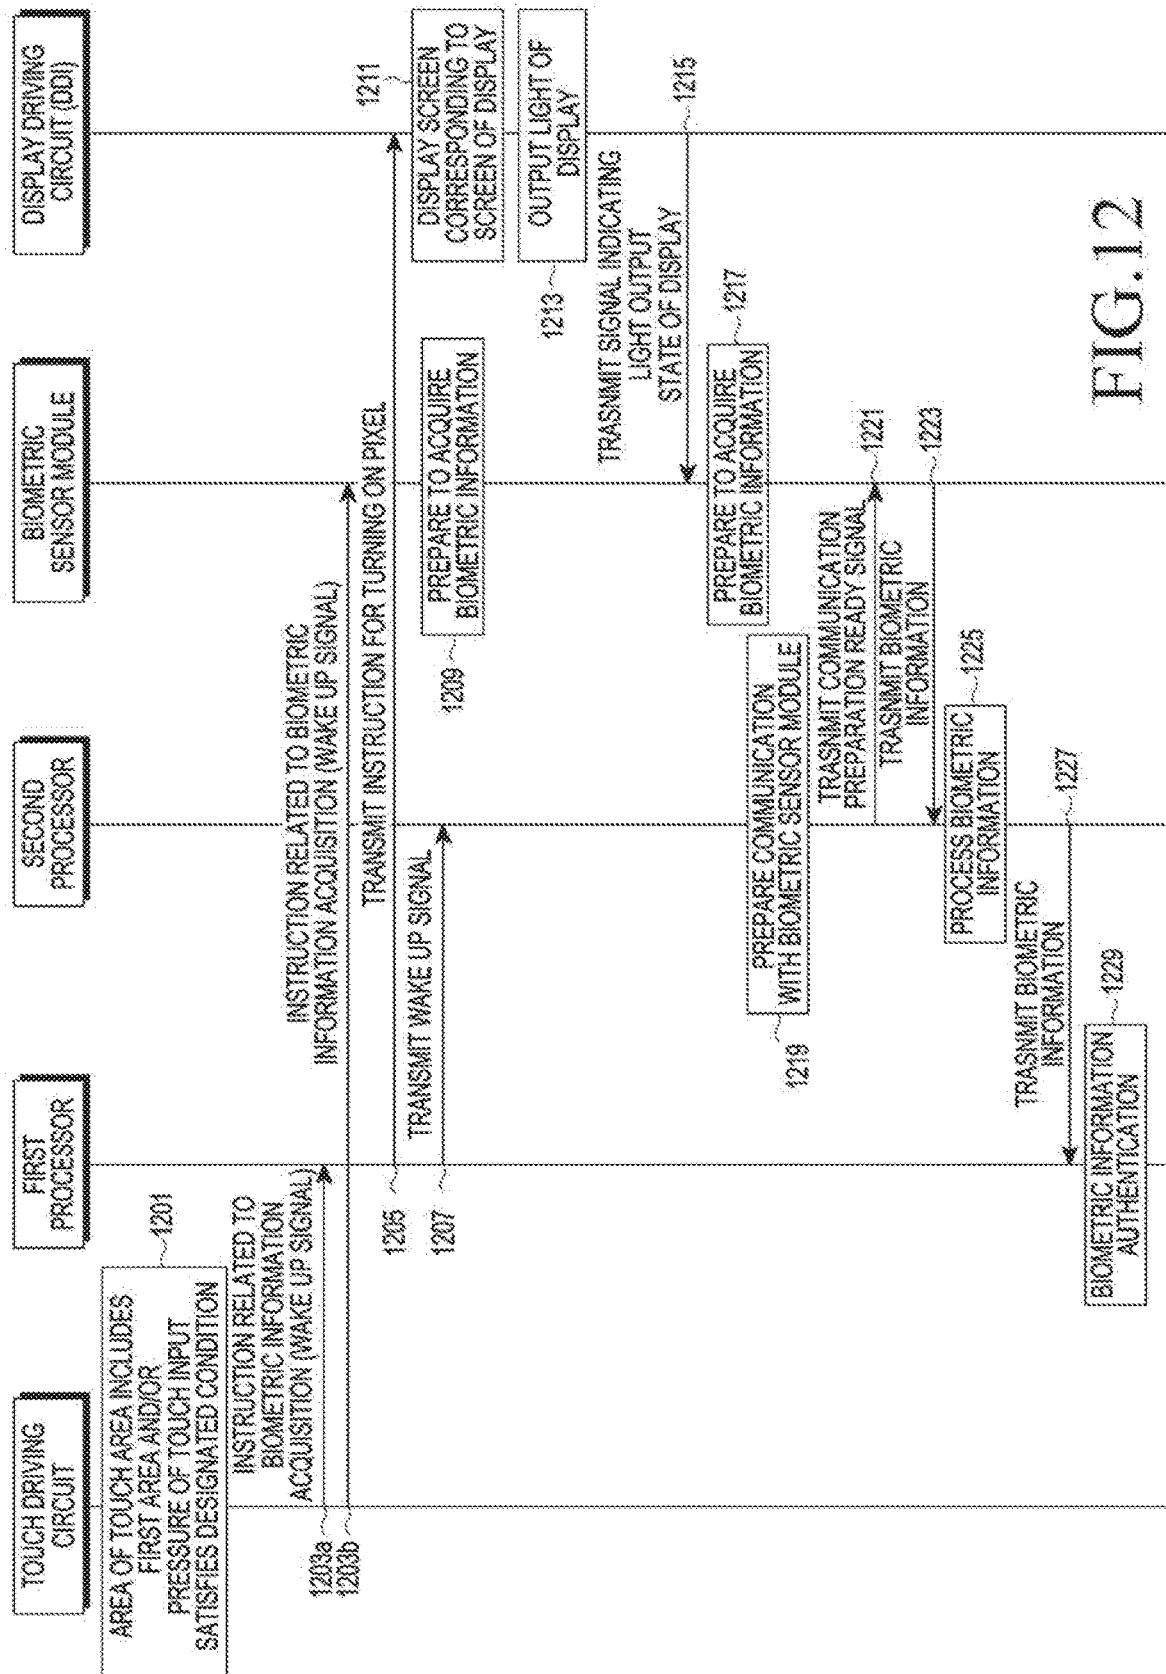 TOUCH DRIVING
CIRCUIT
FIRST
PROCESSOR
SECOND
PROCESSOR
BIOMETRIC
SENSOR MODULE
DISPLAY DRIVING
CIRCUIT (DDI)
AREA OF TOUCH AREA INCLUDES
FIRST AREA AND/OR
PRESSURE OF TOUCH INPUT
SATISFIES DESIGNATED CONDITION
1201
INSTRUCTION RELATED TO
BIOMETRIC INFORMATION
ACQUISITION (WAKE UP SIGNAL)
1203a
1203b
INSTRUCTION RELATED TO BIOMETRIC
INFORMATION ACQUISITION (WAKE UP SIGNAL)
TRANSMIT INSTRUCTION FOR TURNING ON PIXEL
1205
TRANSMIT WAKE UP SIGNAL
1207
PREPARE TO ACQUIRE
BIOMETRIC INFORMATION
1209
1211
DISPLAY SCREEN
CORRESPONDING TO
SCREEN OF DISPLAY
OUTPUT LIGHT OF
DISPLAY
1213
TRASNMIT SIGNAL INDICATING
LIGHT OUTPUT
STATE OF DISPLAY
1215
PREPARE TO ACQUIRE
BIOMETRIC INFORMATION
1217
PREPARE COMMUNICATION
WITH BIOMETRIC SENSOR MODULE
1219
TRASNMIT COMMUNICATION
PREPARATION READY SIGNAL
1221
TRASNMIT BIOMETRIC
INFORMATION
1223
PROCESS BIOMETRIC
INFORMATION
1225
TRASNMIT BIOMETRIC
INFORMATION
1227
BIOMETRIC INFORMATION
AUTHENTICATION
1229
FIG.12